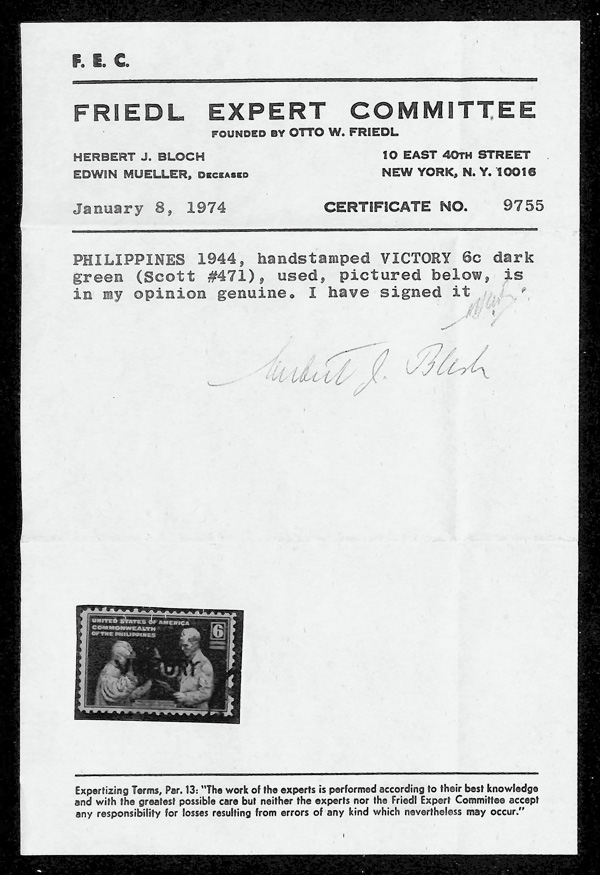 F. E. C.
FRIEDL EXPERT COMMITTEE
FOUNDED BY OTTO W. FRIEDL
HERBERT J. BLOCH
10 EAST 40TH STREET
EDWIN MUELLER, DECEASED
NEW YORK, N. Y. 10016
January 8, 1974
CERTIFICATE NO. 9755
PHILIPPINES 1944, handstamped VICTORY 6c dark
green (Scott #471), used, pictured below, is
in my opinion genuine. I have signed it
Herbert J. Bloch
UNITED STATES OF AMERICA
COMMONWEALTH
OF THE PHILIPPINES
6
Expertizing Terms, Par. 13: "The work of the experts is performed according to their best knowledge
and with the greatest possible care but neither the experts nor the Friedl Expert Committee accept
any responsibility for losses resulting from errors of any kind which nevertheless may occur."